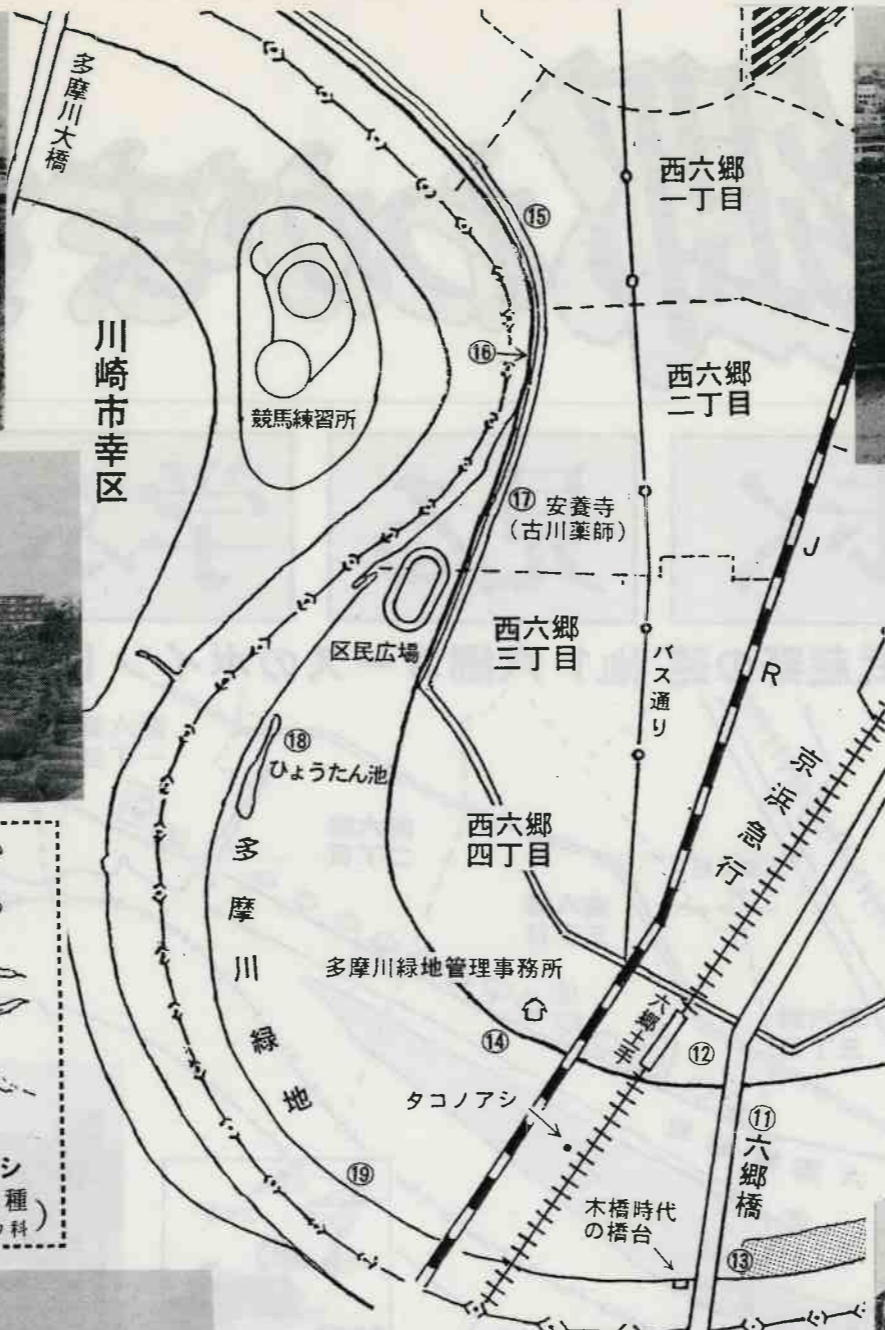 多摩川大橋
西六郷
一丁目
⑮
川崎市幸区
⑯
西六郷
二丁目
競馬練習所
⑰ 安養寺
(古川薬師)
JR
区民広場
西六郷
三丁目
バス通り
⑱
ひょうたん池
京浜急行
西六郷
四丁目
多摩川緑地
多摩川緑地管理事務所
六郷土手
⑭
⑫
タコノアシ
⑪
六郷橋
⑲
木橋時代
の橋台
⑬
シ
種
科)